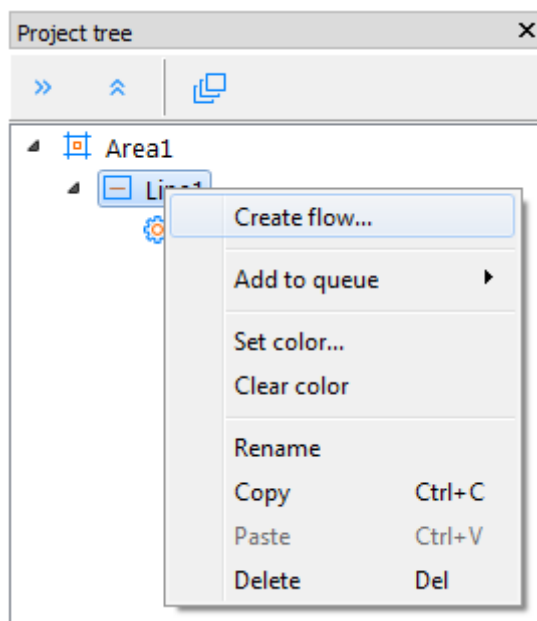 Project tree
Area1
Line1
Create flow...
Add to queue
Set color...
Clear color
Rename
Copy Ctrl+C
Paste Ctrl+V
Delete Del